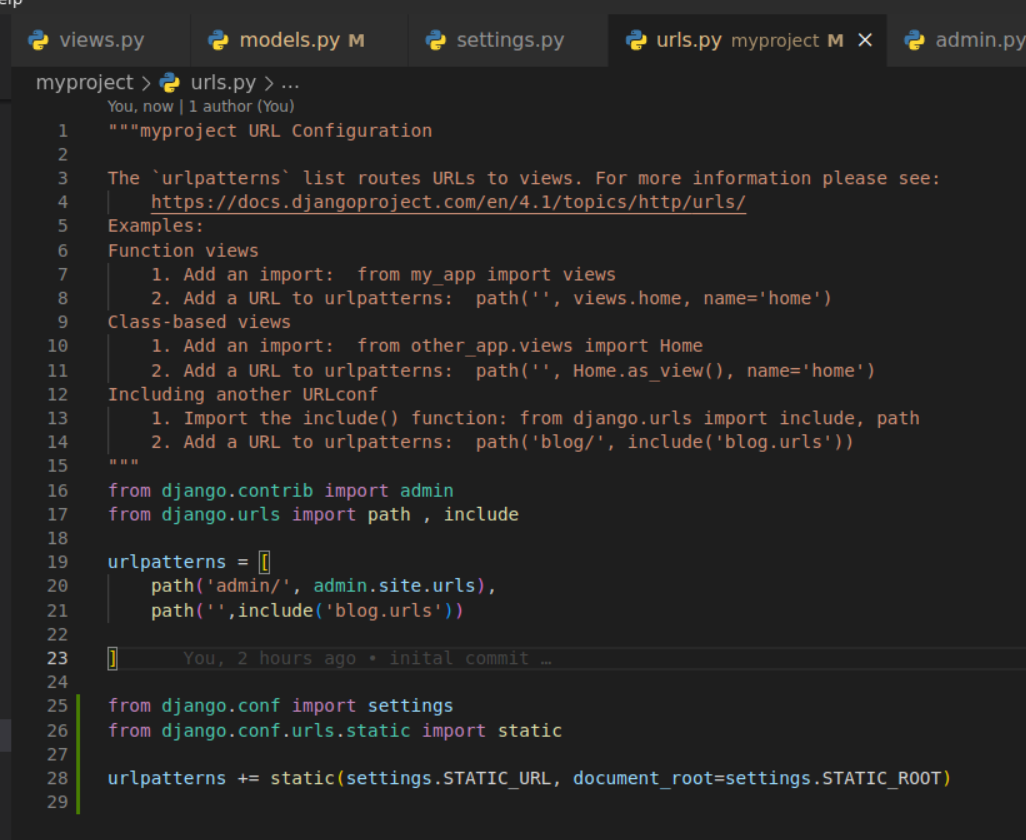 views.py models.py M settings.py urls.py myproject M × admin.py
myproject > urls.py > ...
You, now | 1 author (You)
1 """myproject URL Configuration
2
3 The `urlpatterns` list routes URLs to views. For more information please see:
4     https://docs.djangoproject.com/en/4.1/topics/http/urls/
5 Examples:
6 Function views
7     1. Add an import:  from my_app import views
8     2. Add a URL to urlpatterns:  path('', views.home, name='home')
9 Class-based views
10     1. Add an import:  from other_app.views import Home
11     2. Add a URL to urlpatterns:  path('', Home.as_view(), name='home')
12 Including another URLconf
13     1. Import the include() function: from django.urls import include, path
14     2. Add a URL to urlpatterns:  path('blog/', include('blog.urls'))
15 """
16 from django.contrib import admin
17 from django.urls import path , include
18
19 urlpatterns = [
20     path('admin/', admin.site.urls),
21     path('',include('blog.urls'))
22
23 ]      You, 2 hours ago • inital commit …
24
25 from django.conf import settings
26 from django.conf.urls.static import static
27
28 urlpatterns += static(settings.STATIC_URL, document_root=settings.STATIC_ROOT)
29